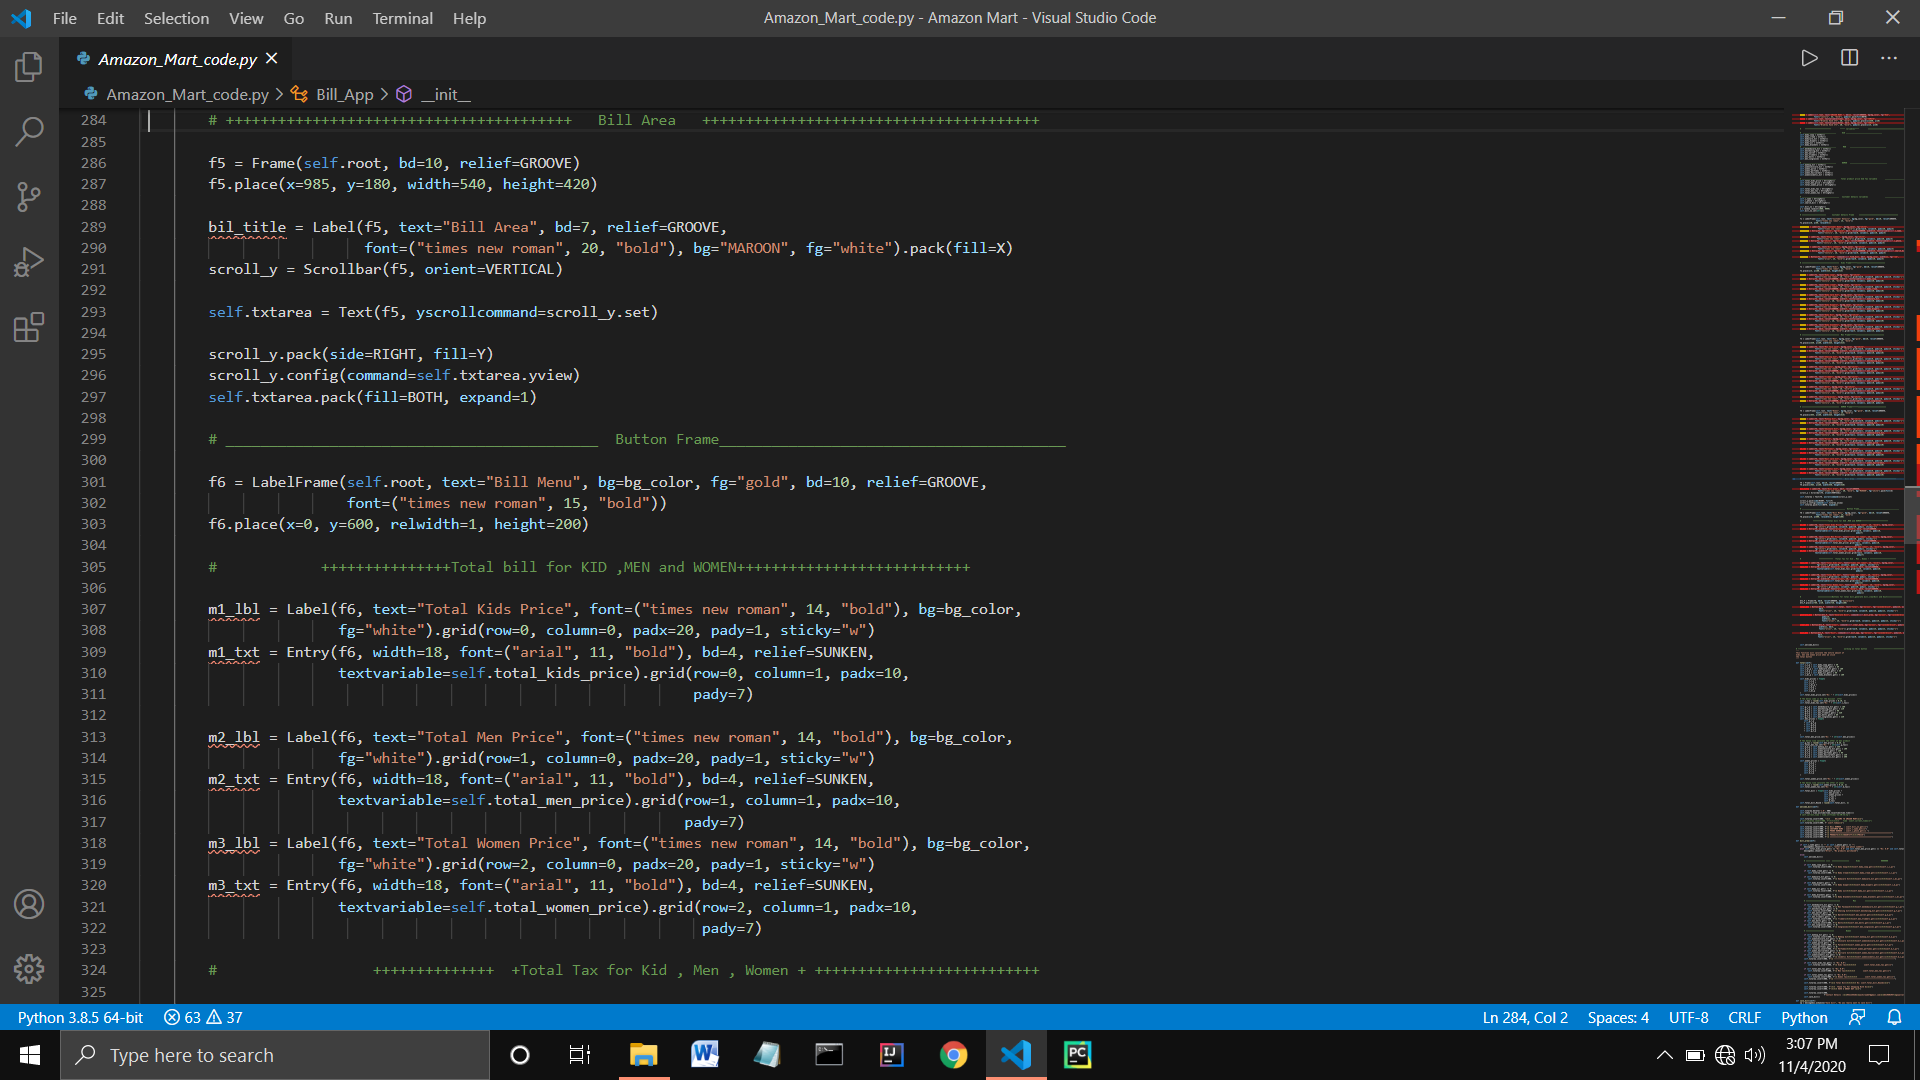 File Edit Selection View Go Run Terminal Help
Amazon_Mart_code.py - Amazon Mart - Visual Studio Code
Amazon_Mart_code.py
Amazon_Mart_code.py > Bill_App > __init__
284 # ++++++++++++++++++++++++++++++++++++++++ Bill Area +++++++++++++++++++++++++++++++++++++++
285
286 f5 = Frame(self.root, bd=10, relief=GROOVE)
287 f5.place(x=985, y=180, width=540, height=420)
288
289 bil_title = Label(f5, text="Bill Area", bd=7, relief=GROOVE,
290 font=("times new roman", 20, "bold"), bg="MAROON", fg="white").pack(fill=X)
291 scroll_y = Scrollbar(f5, orient=VERTICAL)
292
293 self.txtarea = Text(f5, yscrollcommand=scroll_y.set)
294
295 scroll_y.pack(side=RIGHT, fill=Y)
296 scroll_y.config(command=self.txtarea.yview)
297 self.txtarea.pack(fill=BOTH, expand=1)
298
299 # ___________________________________________ Button Frame________________________________________
300
301 f6 = LabelFrame(self.root, text="Bill Menu", bg=bg_color, fg="gold", bd=10, relief=GROOVE,
302 font=("times new roman", 15, "bold"))
303 f6.place(x=0, y=600, relwidth=1, height=200)
304
305 # +++++++++++++++Total bill for KID ,MEN and WOMEN+++++++++++++++++++++++++++
306
307 m1_lbl = Label(f6, text="Total Kids Price", font=("times new roman", 14, "bold"), bg=bg_color,
308 fg="white").grid(row=0, column=0, padx=20, pady=1, sticky="w")
309 m1_txt = Entry(f6, width=18, font=("arial", 11, "bold"), bd=4, relief=SUNKEN,
310 textvariable=self.total_kids_price).grid(row=0, column=1, padx=10,
311 pady=7)
312
313 m2_lbl = Label(f6, text="Total Men Price", font=("times new roman", 14, "bold"), bg=bg_color,
314 fg="white").grid(row=1, column=0, padx=20, pady=1, sticky="w")
315 m2_txt = Entry(f6, width=18, font=("arial", 11, "bold"), bd=4, relief=SUNKEN,
316 textvariable=self.total_men_price).grid(row=1, column=1, padx=10,
317 pady=7)
318 m3_lbl = Label(f6, text="Total Women Price", font=("times new roman", 14, "bold"), bg=bg_color,
319 fg="white").grid(row=2, column=0, padx=20, pady=1, sticky="w")
320 m3_txt = Entry(f6, width=18, font=("arial", 11, "bold"), bd=4, relief=SUNKEN,
321 textvariable=self.total_women_price).grid(row=2, column=1, padx=10,
322 pady=7)
323
324 # ++++++++++++++ +Total Tax for Kid , Men , Women + ++++++++++++++++++++++++++
325
Python 3.8.5 64-bit 63 37
Ln 284, Col 2 Spaces: 4 UTF-8 CRLF Python
Type here to search
3:07 PM
11/4/2020